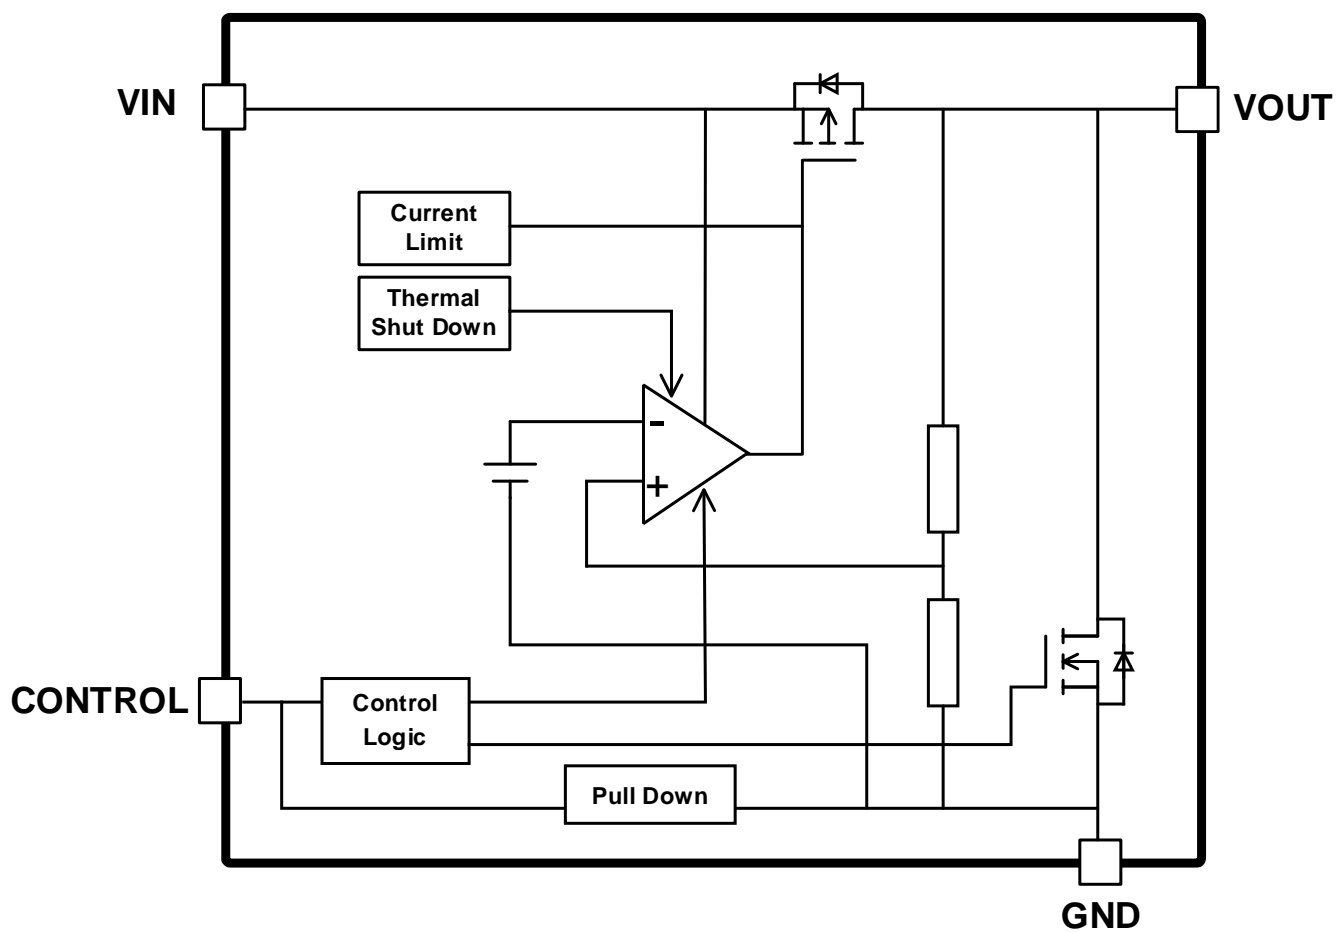 VIN
VOUT
Current
Limit
Thermal
Shut Down
-
+
CONTROL
Control
Logic
Pull Down
GND